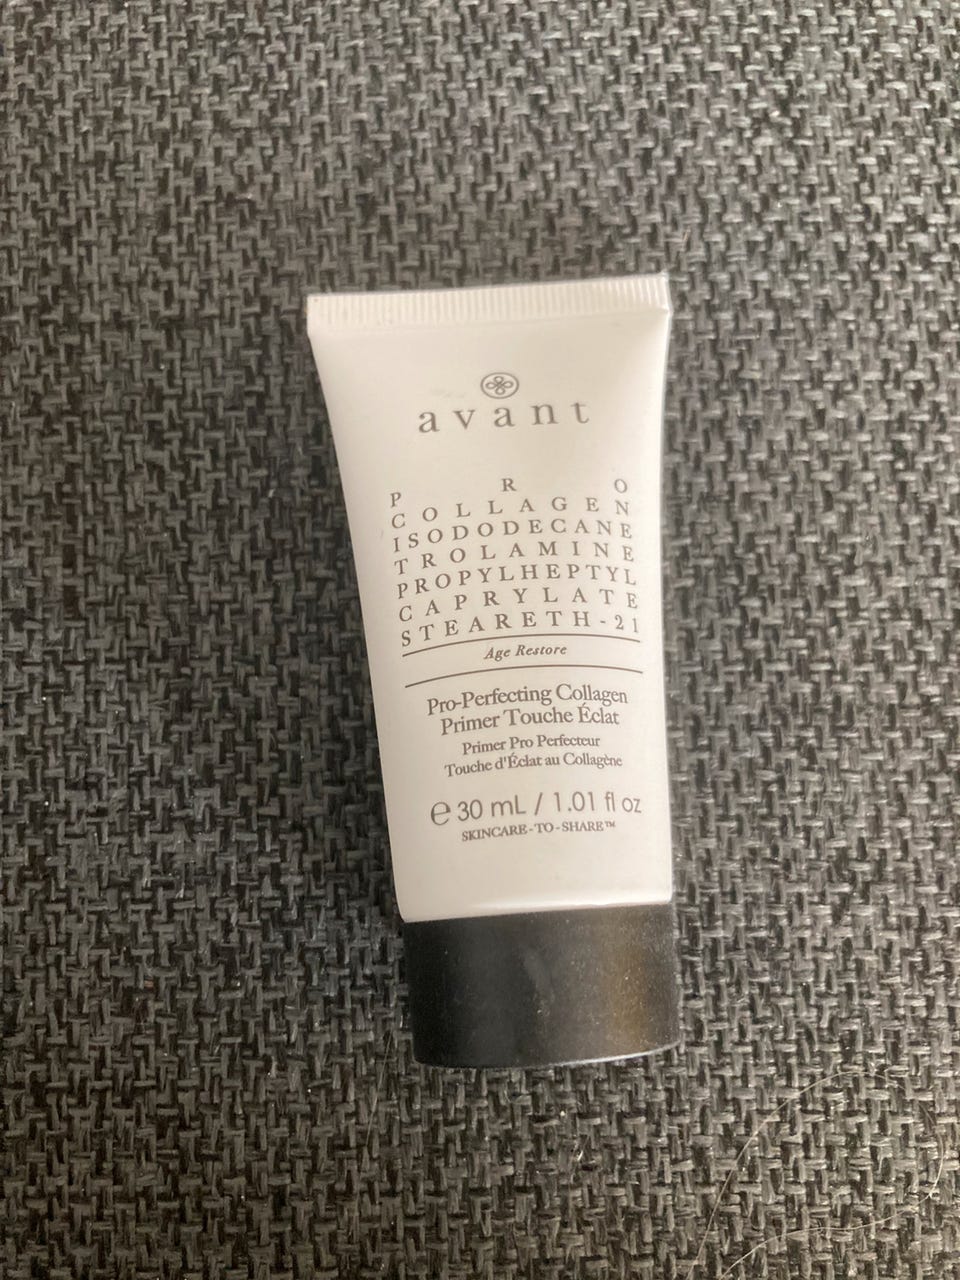 avant
PRO
COLLAGEN
ISODODECANE
TROLAMINE
PROPYLHEPTYL
CAPRYLATE
STEARETH-21
Age Restore
Pro-Perfecting Collagen
Primer Touche Éclat
Primer Pro Perfecteur
Touche d'Éclat au Collagène
℮ 30 mL / 1.01 fl oz
SKINCARE-TO-SHARE™